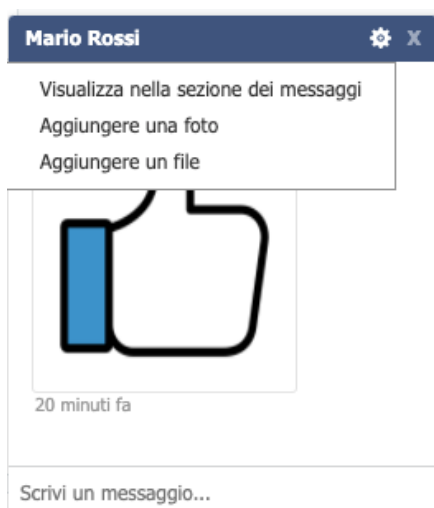 Mario Rossi X
Visualizza nella sezione dei messaggi
Aggiungere una foto
Aggiungere un file
20 minuti fa
Scrivi un messaggio...